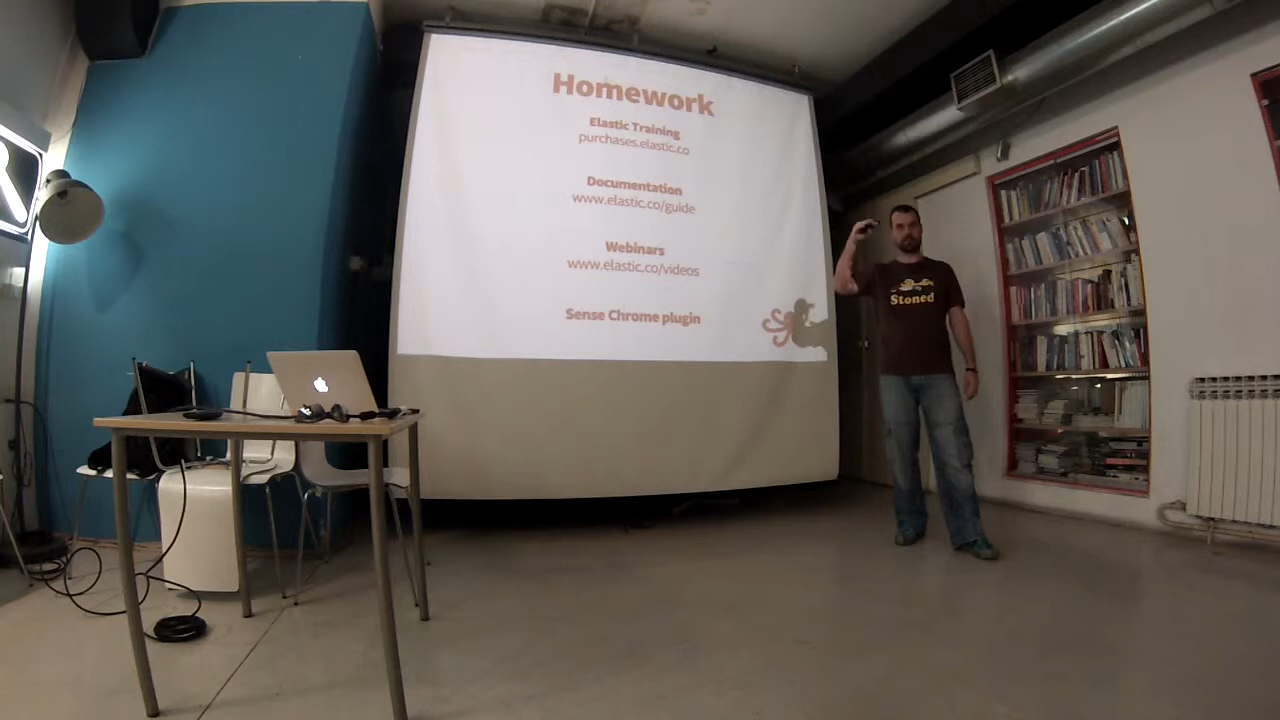 Homework
Elastic Training
purchases.elastic.co
Documentation
www.elastic.co/guide
Webinars
www.elastic.co/videos
Sense Chrome plugin
Stoned